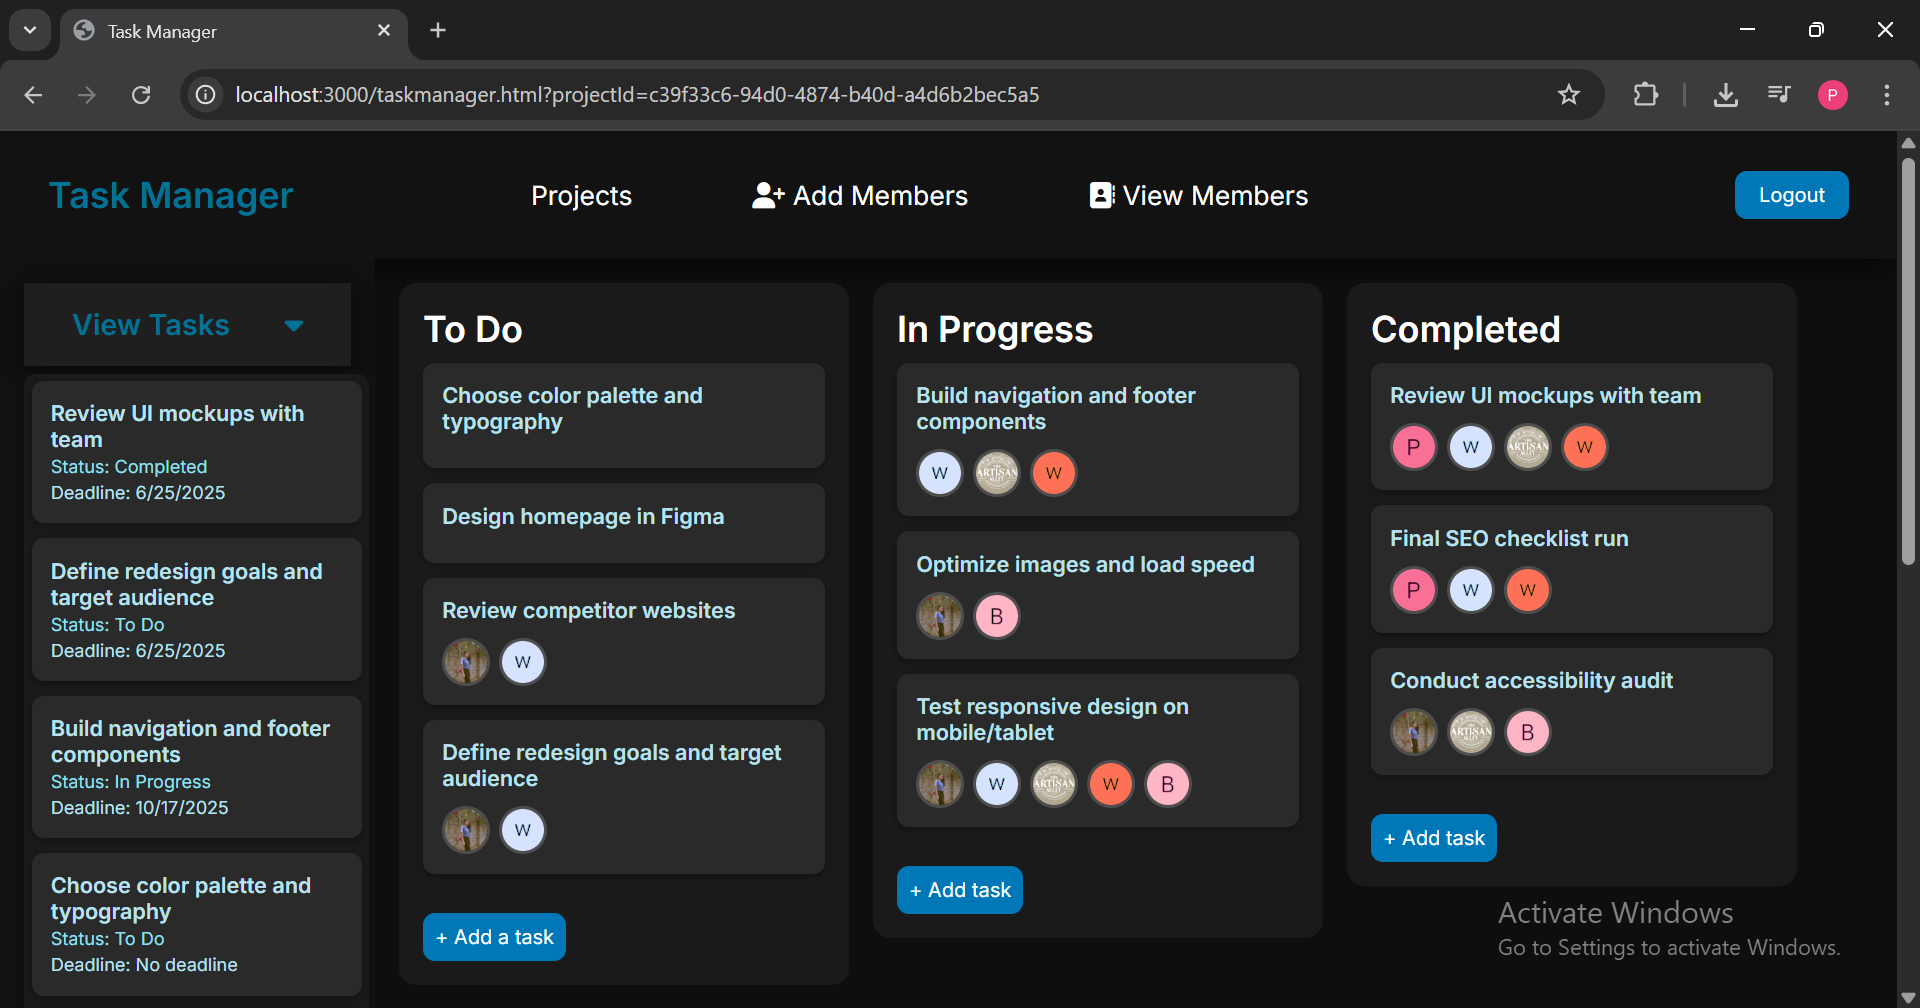 Task Manager
localhost:3000/taskmanager.html?projectId=c39f33c6-94d0-4874-b40d-a4d6b2bec5a5
P
Task Manager
Projects
Add Members
View Members
Logout
View Tasks
Review UI mockups with
team
Status: Completed
Deadline: 6/25/2025
Define redesign goals and
target audience
Status: To Do
Deadline: 6/25/2025
Build navigation and footer
components
Status: In Progress
Deadline: 10/17/2025
Choose color palette and
typography
Status: To Do
Deadline: No deadline
To Do
Choose color palette and
typography
Design homepage in Figma
Review competitor websites
W
Define redesign goals and target
audience
W
+ Add a task
In Progress
Build navigation and footer
components
W ARTISAN W
Optimize images and load speed
B
Test responsive design on
mobile/tablet
W ARTISAN W B
+ Add task
Completed
Review UI mockups with team
P W ARTISAN W
Final SEO checklist run
P W W
Conduct accessibility audit
ARTISAN B
+ Add task
Activate Windows
Go to Settings to activate Windows.